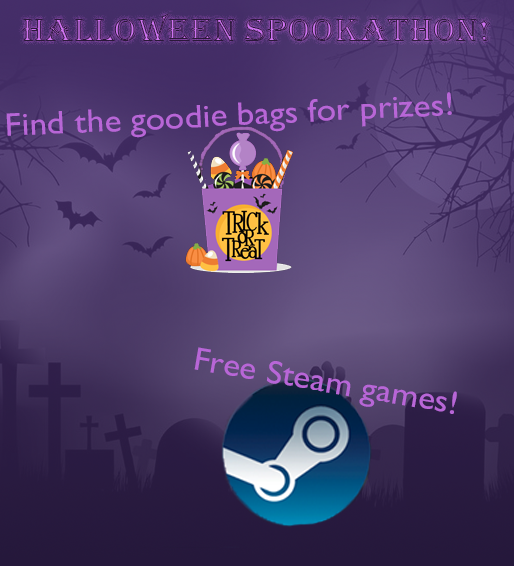 HALLOWEEN SPOOKATHON!
Find the goodie bags for prizes!
TRICK
OR
TREAT
Free Steam games!